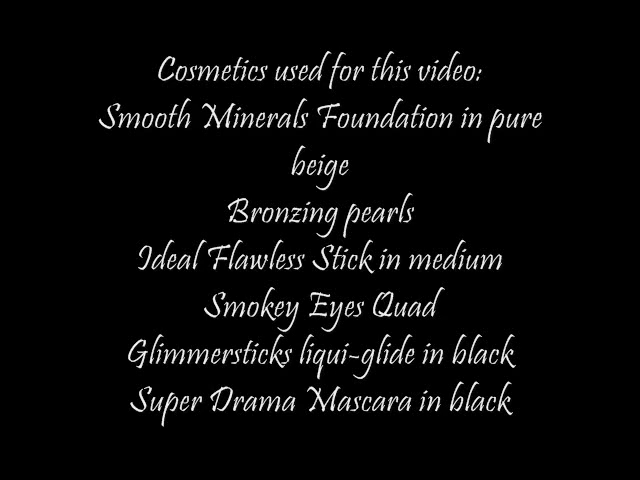 Cosmetics used for this video:
Smooth Minerals Foundation in pure
beige
Bronzing pearls
Ideal Flawless Stick in medium
Smokey Eyes Quad
Glimmersticks liqui-glide in black
Super Drama Mascara in black